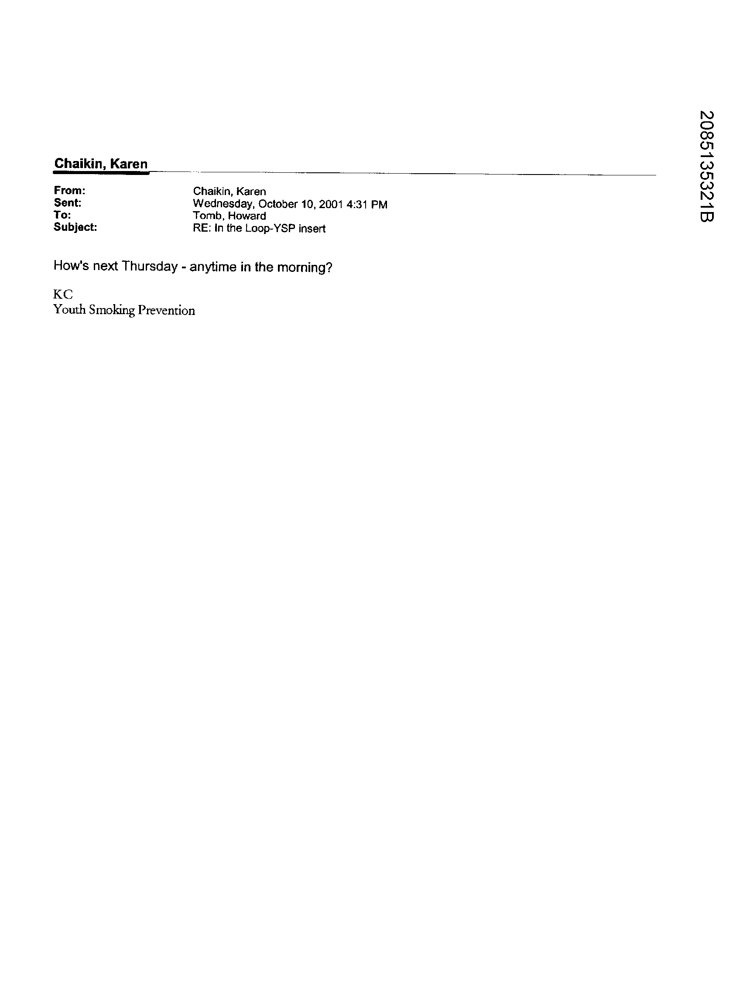 Chaikin, Karen
From: Chaikin, Karen
Sent: Wednesday, October 10, 2001 4:31 PM
To: Tomb, Howard
Subject: RE: In the Loop-YSP insert
How's next Thursday - anytime in the morning?
KC
Youth Smoking Prevention
2085135321B